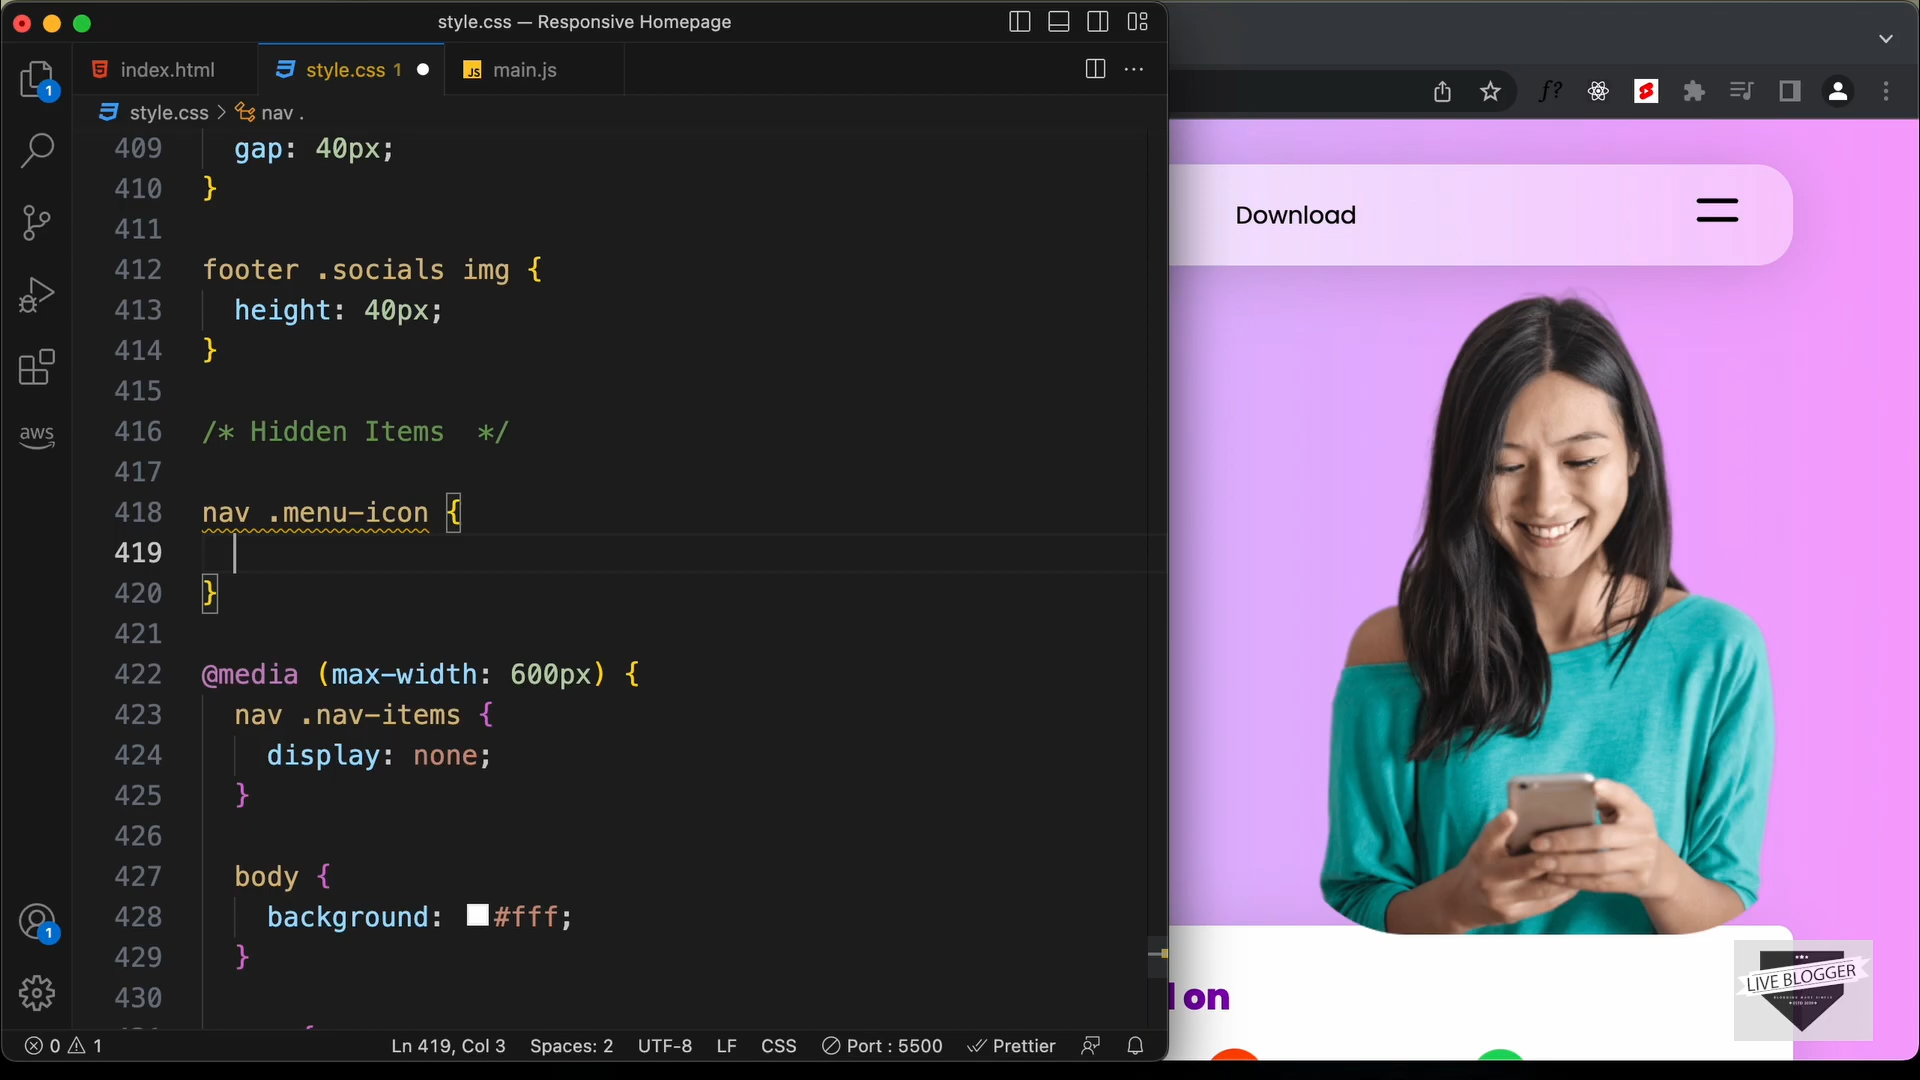 style.css — Responsive Homepage
index.html
style.css 1
main.js
style.css > nav .
409 gap: 40px;
410 }
411
412 footer .socials img {
413 height: 40px;
414 }
415
416 /* Hidden Items  */
417
418 nav .menu-icon {
419
420 }
421
422 @media (max-width: 600px) {
423 nav .nav-items {
424 display: none;
425 }
426
427 body {
428 background: #fff;
429 }
430
1
aws
1
0 1
Ln 419, Col 3
Spaces: 2
UTF-8
LF
CSS
Port : 5500
Prettier
f?
Download
on
LIVE BLOGGER